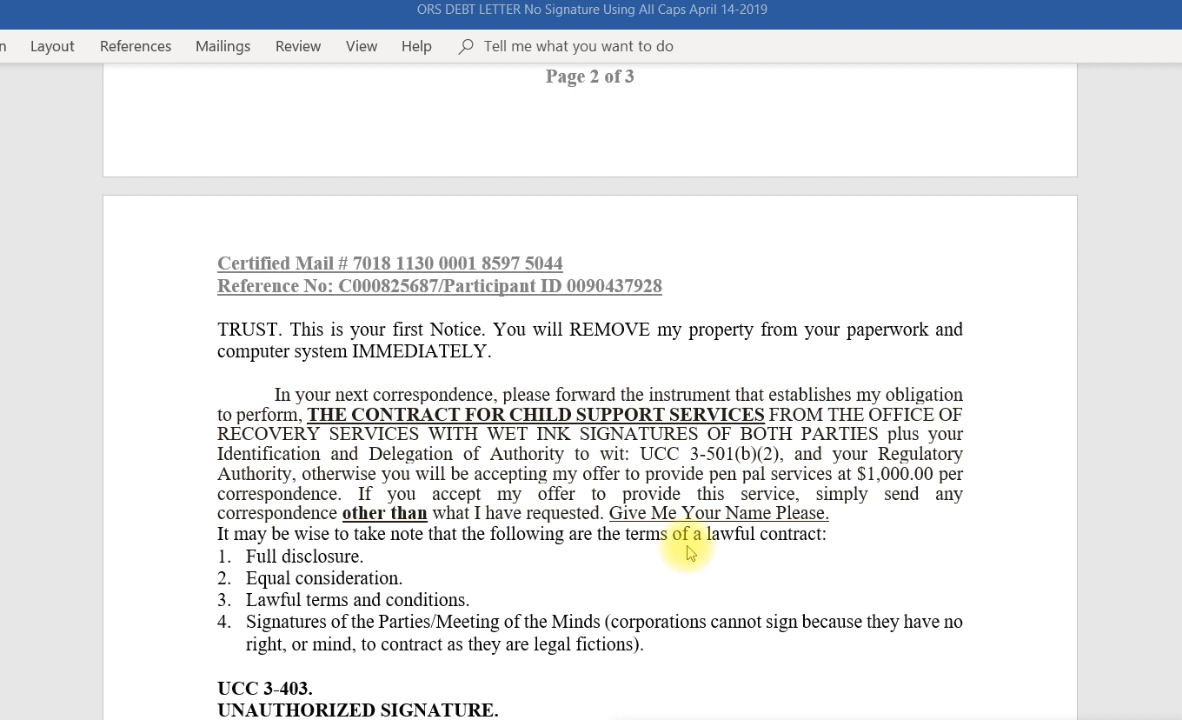 ORS DEBT LETTER No Signature Using All Caps April 14-2019
n Layout References Mailings Review View Help Tell me what you want to do
Page 2 of 3
Certified Mail # 7018 1130 0001 8597 5044
Reference No: C000825687/Participant ID 0090437928
TRUST. This is your first Notice. You will REMOVE my property from your paperwork and
computer system IMMEDIATELY.
In your next correspondence, please forward the instrument that establishes my obligation
to perform, THE CONTRACT FOR CHILD SUPPORT SERVICES FROM THE OFFICE OF
RECOVERY SERVICES WITH WET INK SIGNATURES OF BOTH PARTIES plus your
Identification and Delegation of Authority to wit: UCC 3-501(b)(2), and your Regulatory
Authority, otherwise you will be accepting my offer to provide pen pal services at $1,000.00 per
correspondence. If you accept my offer to provide this service, simply send any
correspondence other than what I have requested. Give Me Your Name Please.
It may be wise to take note that the following are the terms of a lawful contract:
1. Full disclosure.
2. Equal consideration.
3. Lawful terms and conditions.
4. Signatures of the Parties/Meeting of the Minds (corporations cannot sign because they have no
right, or mind, to contract as they are legal fictions).
UCC 3-403.
UNAUTHORIZED SIGNATURE.